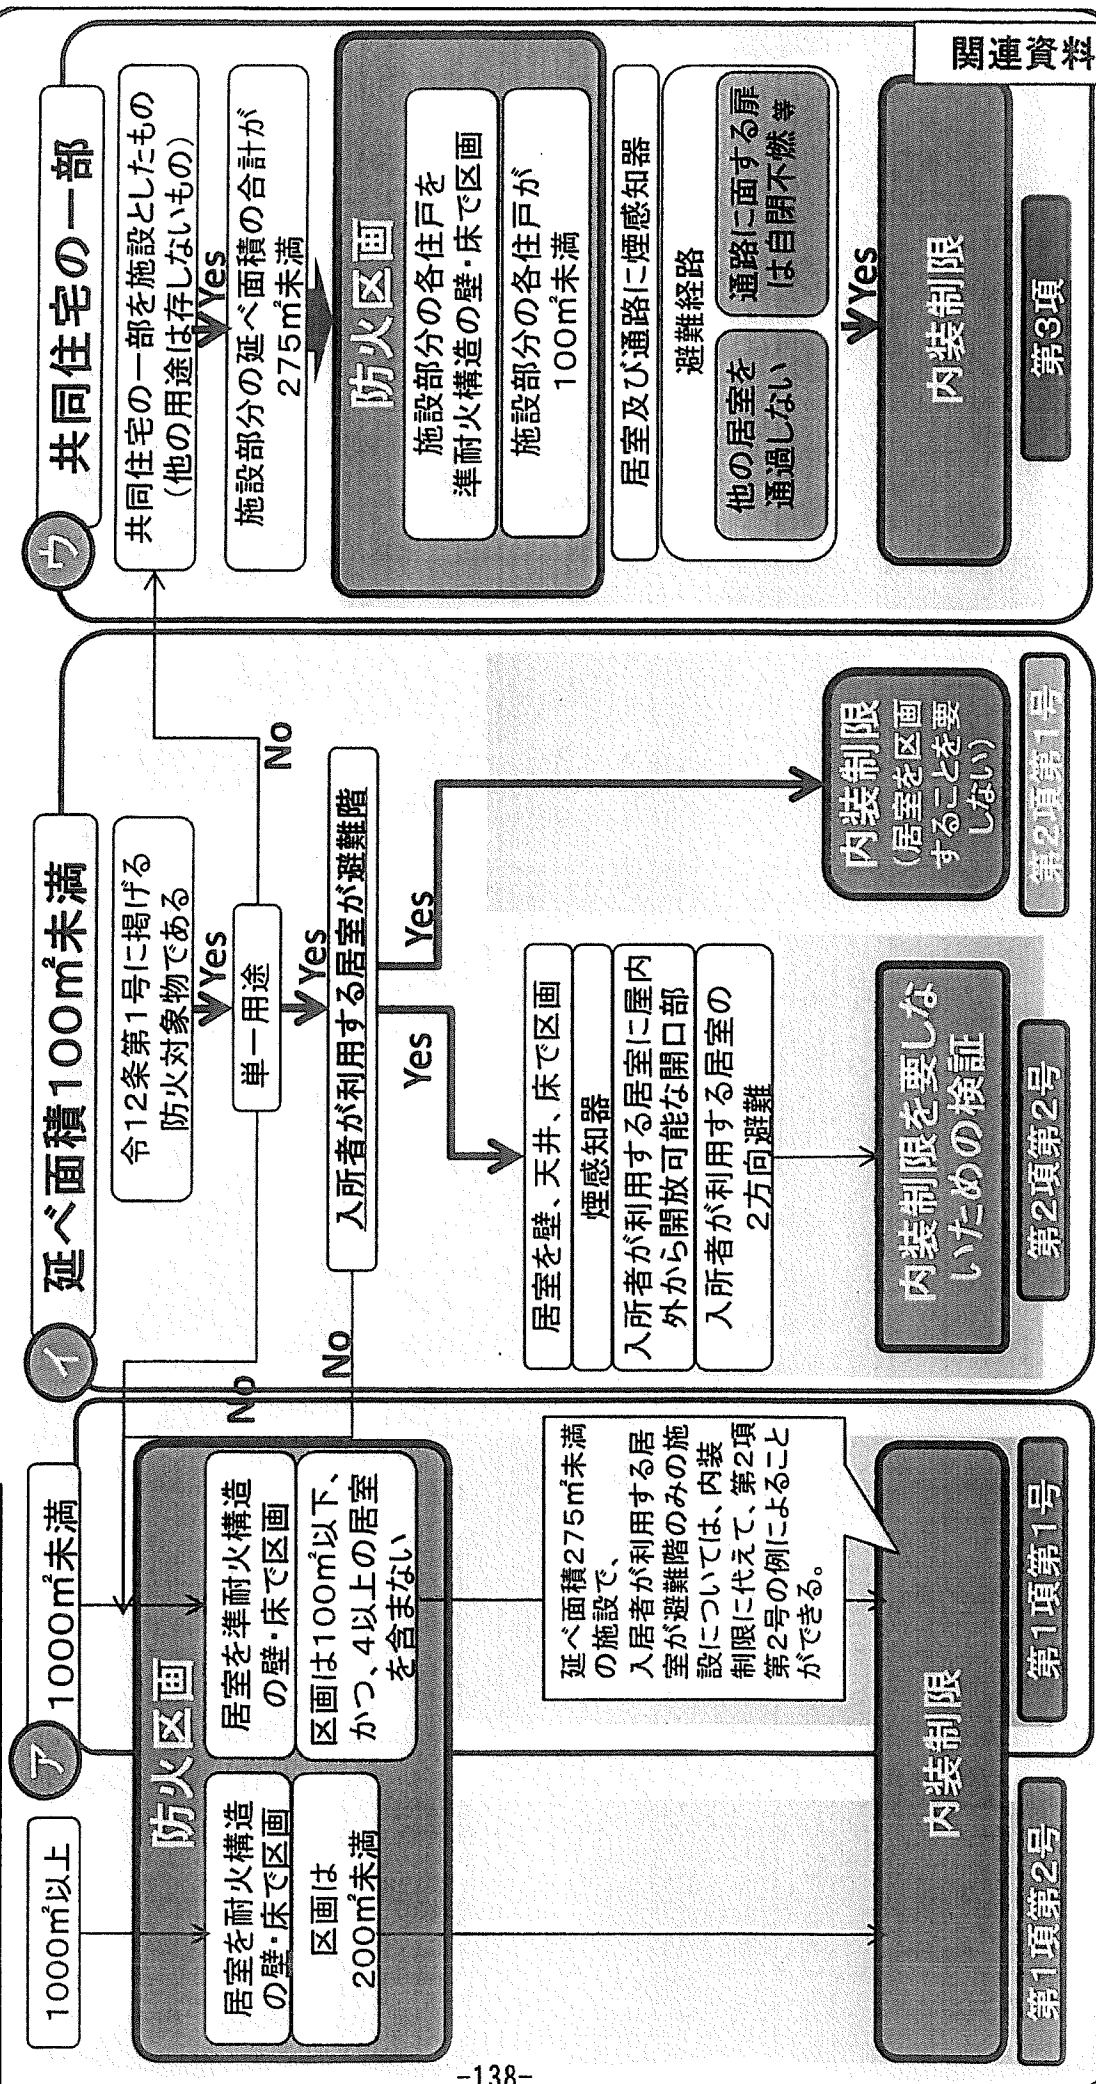 関連資料
1000㎡以上
ア
1000㎡未満
防火区画
居室を耐火構造
の壁・床で区画
区画は
200㎡未満
居室を準耐火構造
の壁・床で区画
区画は100㎡以下、
かつ、4以上の居室
を含まない
延べ面積275㎡未満
の施設で、
入居者が利用する居
室が避難階のみの施
設については、内装
制限に代えて、第2項
第2号の例によること
ができる。
内装制限
第1項第2号
第1項第1号
イ
延べ面積100㎡未満
令12条第1号に掲げる
防火対象物である
Yes
単一用途
No
No
Yes
入所者が利用する居室が避難階
No
Yes
Yes
居室を壁、天井、床で区画
煙感知器
入所者が利用する居室に屋内
外から開放可能な開口部
入所者が利用する居室の
2方向避難
内装制限を要しな
いための検証
第2項第2号
内装制限
(居室を区画
することを要
しない)
第2項第1号
ウ
共同住宅の一部
共同住宅の一部を施設としたもの
(他の用途は存しないもの)
Yes
施設部分の延べ面積の合計が
275㎡未満
防火区画
施設部分の各住戸を
準耐火構造の壁・床で区画
施設部分の各住戸が
100㎡未満
居室及び通路に煙感知器
避難経路
他の居室を
通過しない
通路に面する扉
は自閉不燃 等
Yes
内装制限
第3項
-138-